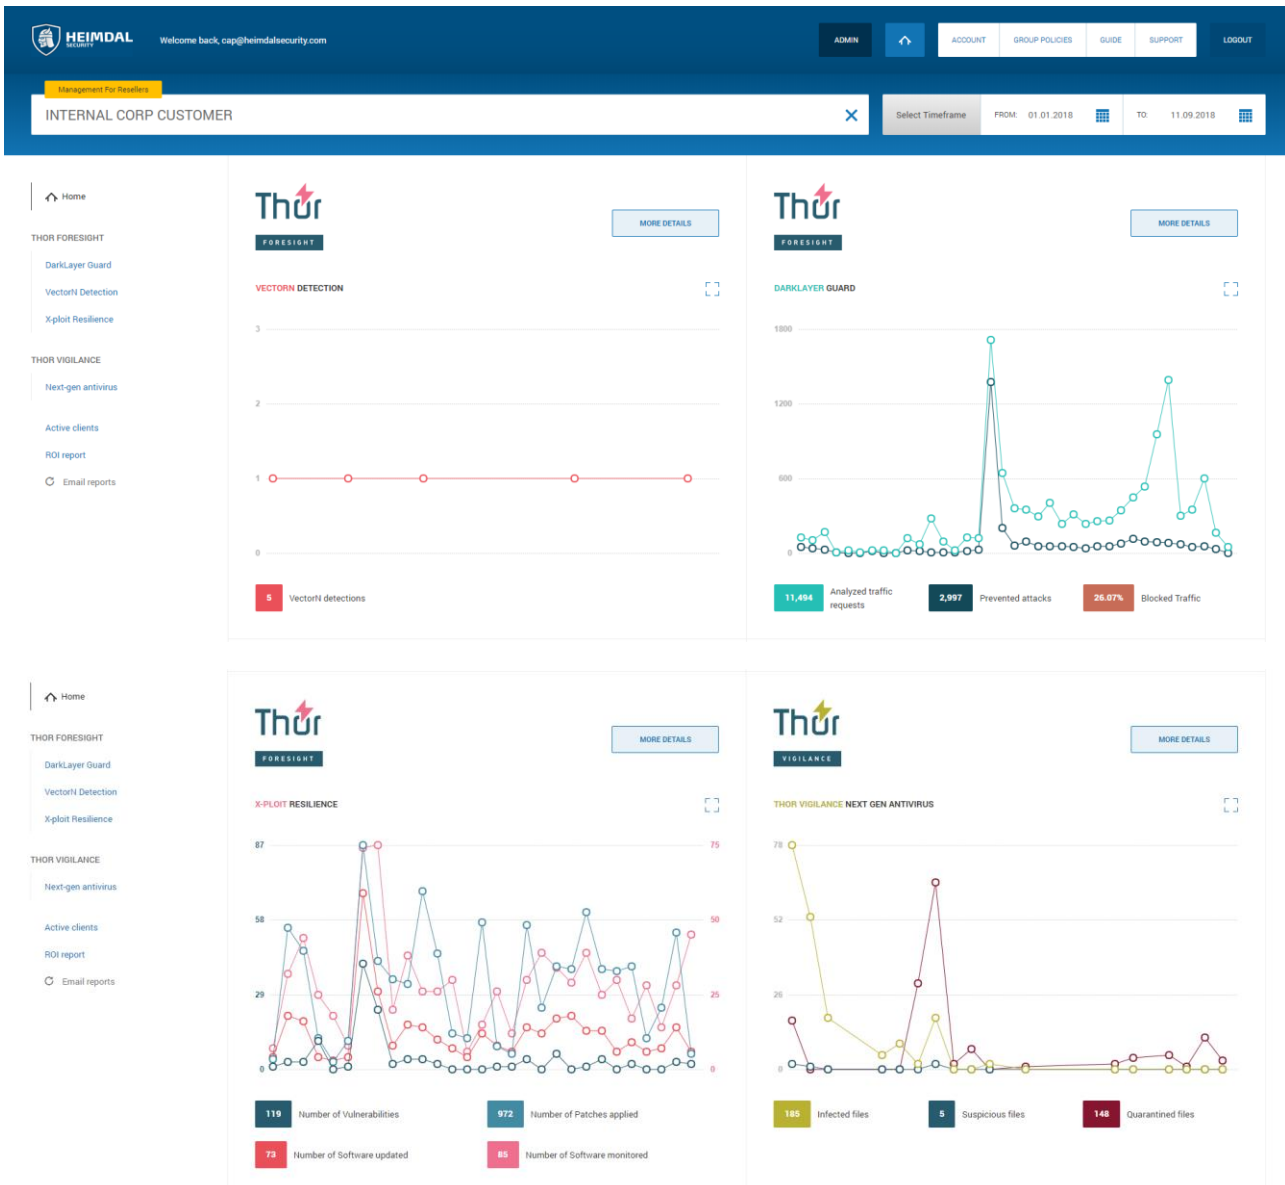 HEIMDAL
SECURITY
Welcome back, cap@heimdalsecurity.com
ADMIN
ACCOUNT
GROUP POLICIES
GUIDE
SUPPORT
LOGOUT
Management For Resellers
INTERNAL CORP CUSTOMER
Select Timeframe
FROM: 01.01.2018
TO: 11.09.2018
Home
THOR FORESIGHT
DarkLayer Guard
VectorN Detection
X-ploit Resilience
THOR VIGILANCE
Next-gen antivirus
Active clients
ROI report
Email reports
Thor
FORESIGHT
MORE DETAILS
VECTORN DETECTION
3
2
1
0
5 VectorN detections
Thor
FORESIGHT
MORE DETAILS
DARKLAYER GUARD
1800
1200
600
0
11,494 Analyzed traffic
requests
2,997 Prevented attacks
26.07% Blocked Traffic
Home
THOR FORESIGHT
DarkLayer Guard
VectorN Detection
X-ploit Resilience
THOR VIGILANCE
Next-gen antivirus
Active clients
ROI report
Email reports
Thor
FORESIGHT
MORE DETAILS
X-PLOIT RESILIENCE
87 75
58 50
29 25
0 0
119 Number of Vulnerabilities
972 Number of Patches applied
73 Number of Software updated
85 Number of Software monitored
Thor
VIGILANCE
MORE DETAILS
THOR VIGILANCE NEXT GEN ANTIVIRUS
78
52
26
0
185 Infected files
5 Suspicious files
148 Quarantined files